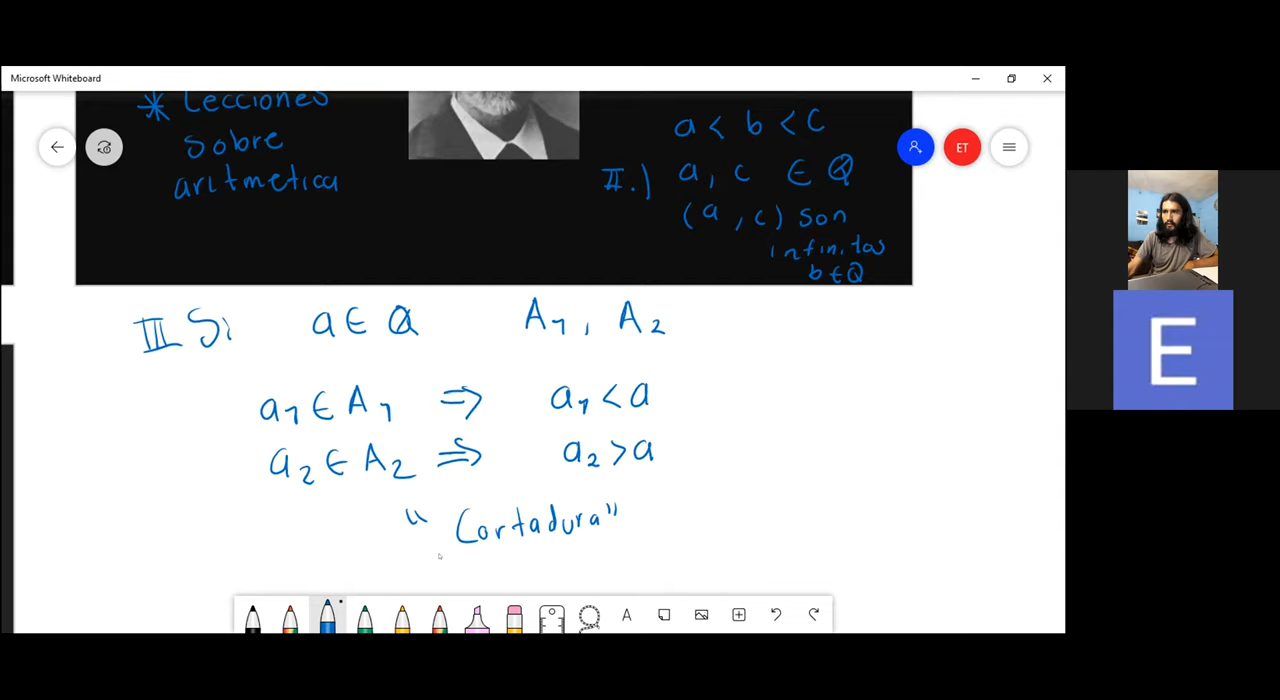 Microsoft Whiteboard
* Lecciones
sobre
aritmetica
a < b < c
II.) a, c ∈ Q
(a, c) son
infinitas
b ∈ Q
ET
III Si a ∈ Q A1, A2
a1 ∈ A1 ⇒ a1 < a
a2 ∈ A2 ⇒ a2 > a
“Cortadura”
A
E